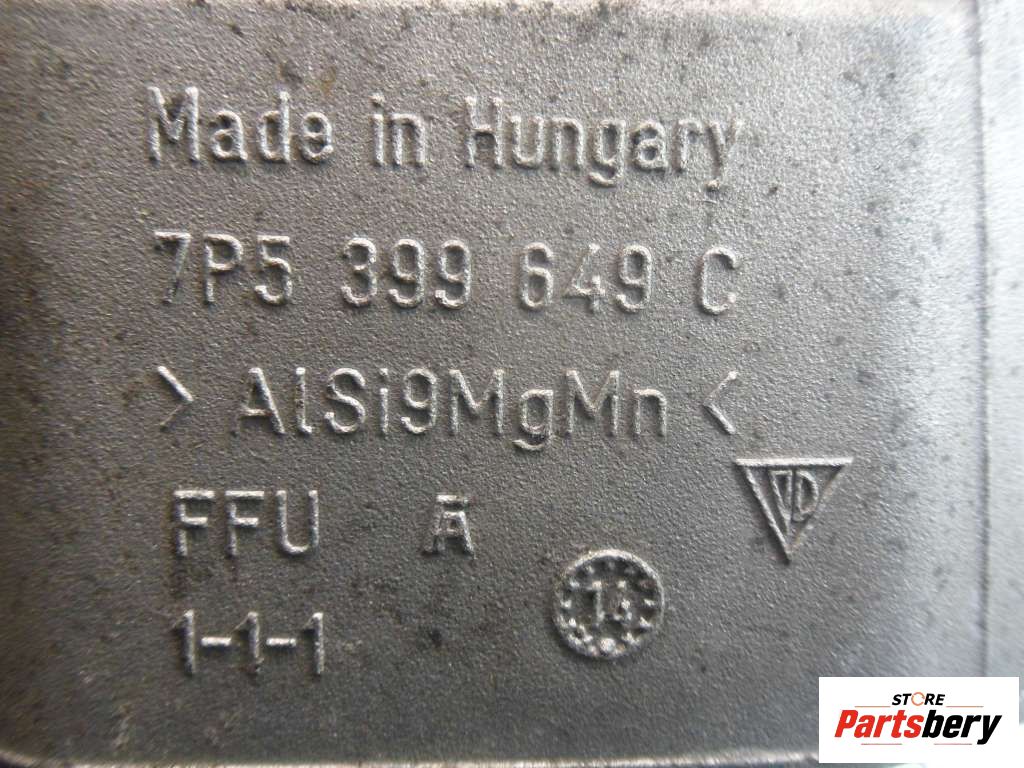 Made in Hungary
7P5 399 649 C
> AlSi9MgMn <
FFU A
1-1-1
14
STORE
Partsbery